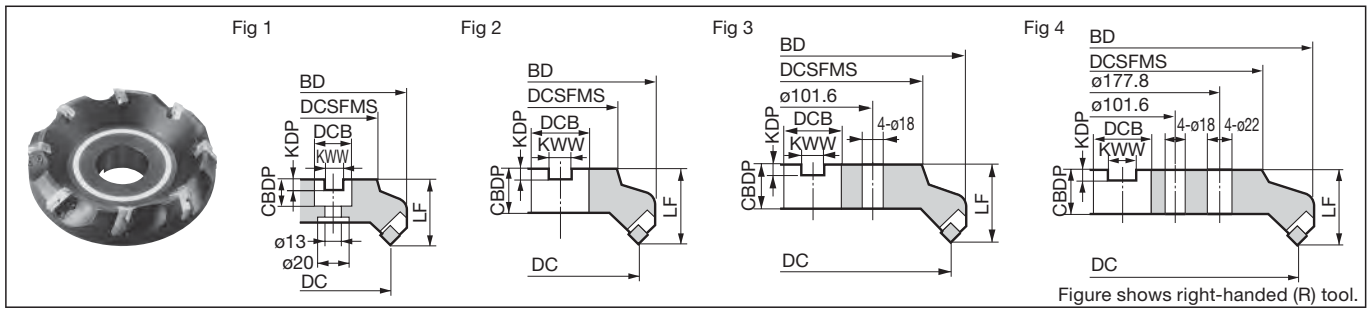 Fig 1
BD
DCSFMS
DCB
KWW
KDP
CBDP
LF
ø13
ø20
DC
Fig 2
BD
DCSFMS
DCB
KWW
KDP
CBDP
LF
DC
Fig 3
BD
DCSFMS
ø101.6
DCB
4-ø18
KWW
KDP
CBDP
LF
DC
Fig 4
BD
DCSFMS
ø177.8
ø101.6
DCB
4-ø18
4-ø22
KWW
KDP
CBDP
LF
DC
Figure shows right-handed (R) tool.